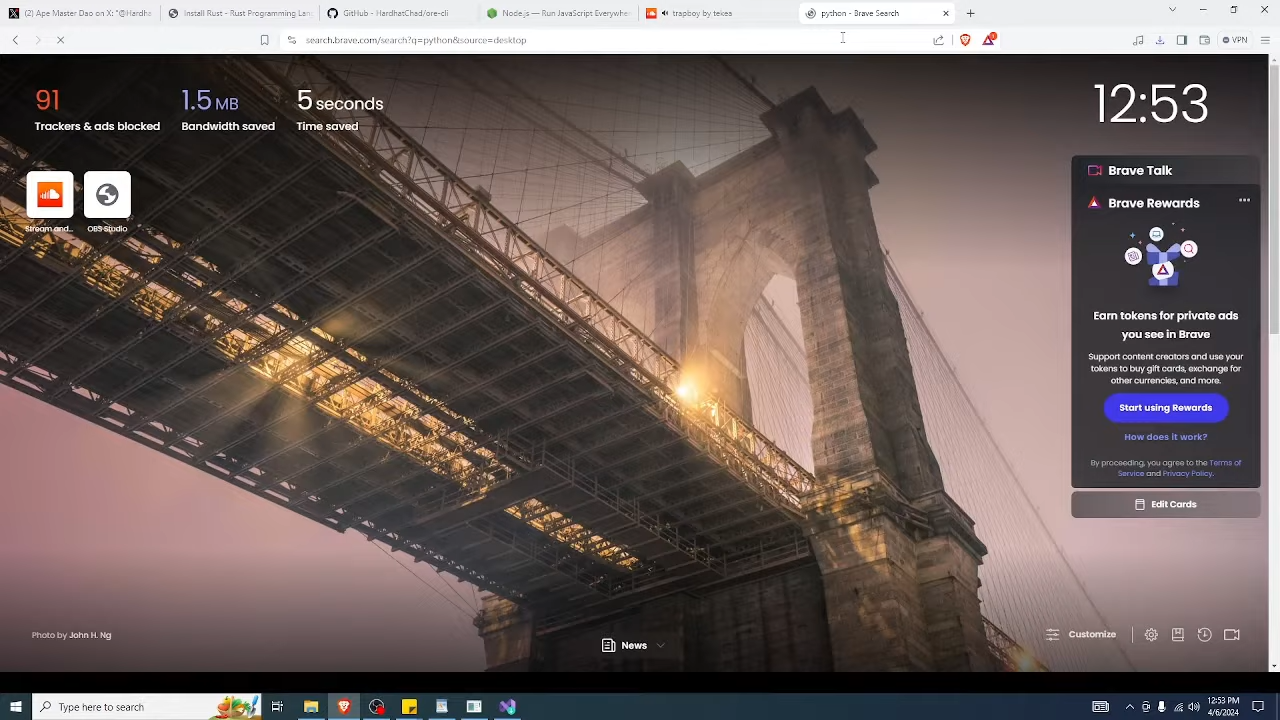 (2) Ape Master Dao on X: "@Hardha
Install Rust - Rust Programming Lan
GitHub - HardhatChad/ore-cli
Node.js — Run JavaScript Everywhe
trapboy by tekea
python - Brave Search
search.brave.com/search?q=python&source=desktop
VPN
91
Trackers & ads blocked
1.5 MB
Bandwidth saved
5 seconds
Time saved
12:53
Stream and...
OBS Studio
Brave Talk
Brave Rewards
Earn tokens for private ads
you see in Brave
Support content creators and use your
tokens to buy gift cards, exchange for
other currencies, and more.
Start using Rewards
How does it work?
By proceeding, you agree to the Terms of
Service and Privacy Policy.
Edit Cards
Photo by John H. Ng
News
Customize
Type here to search
12:53 PM
4/6/2024